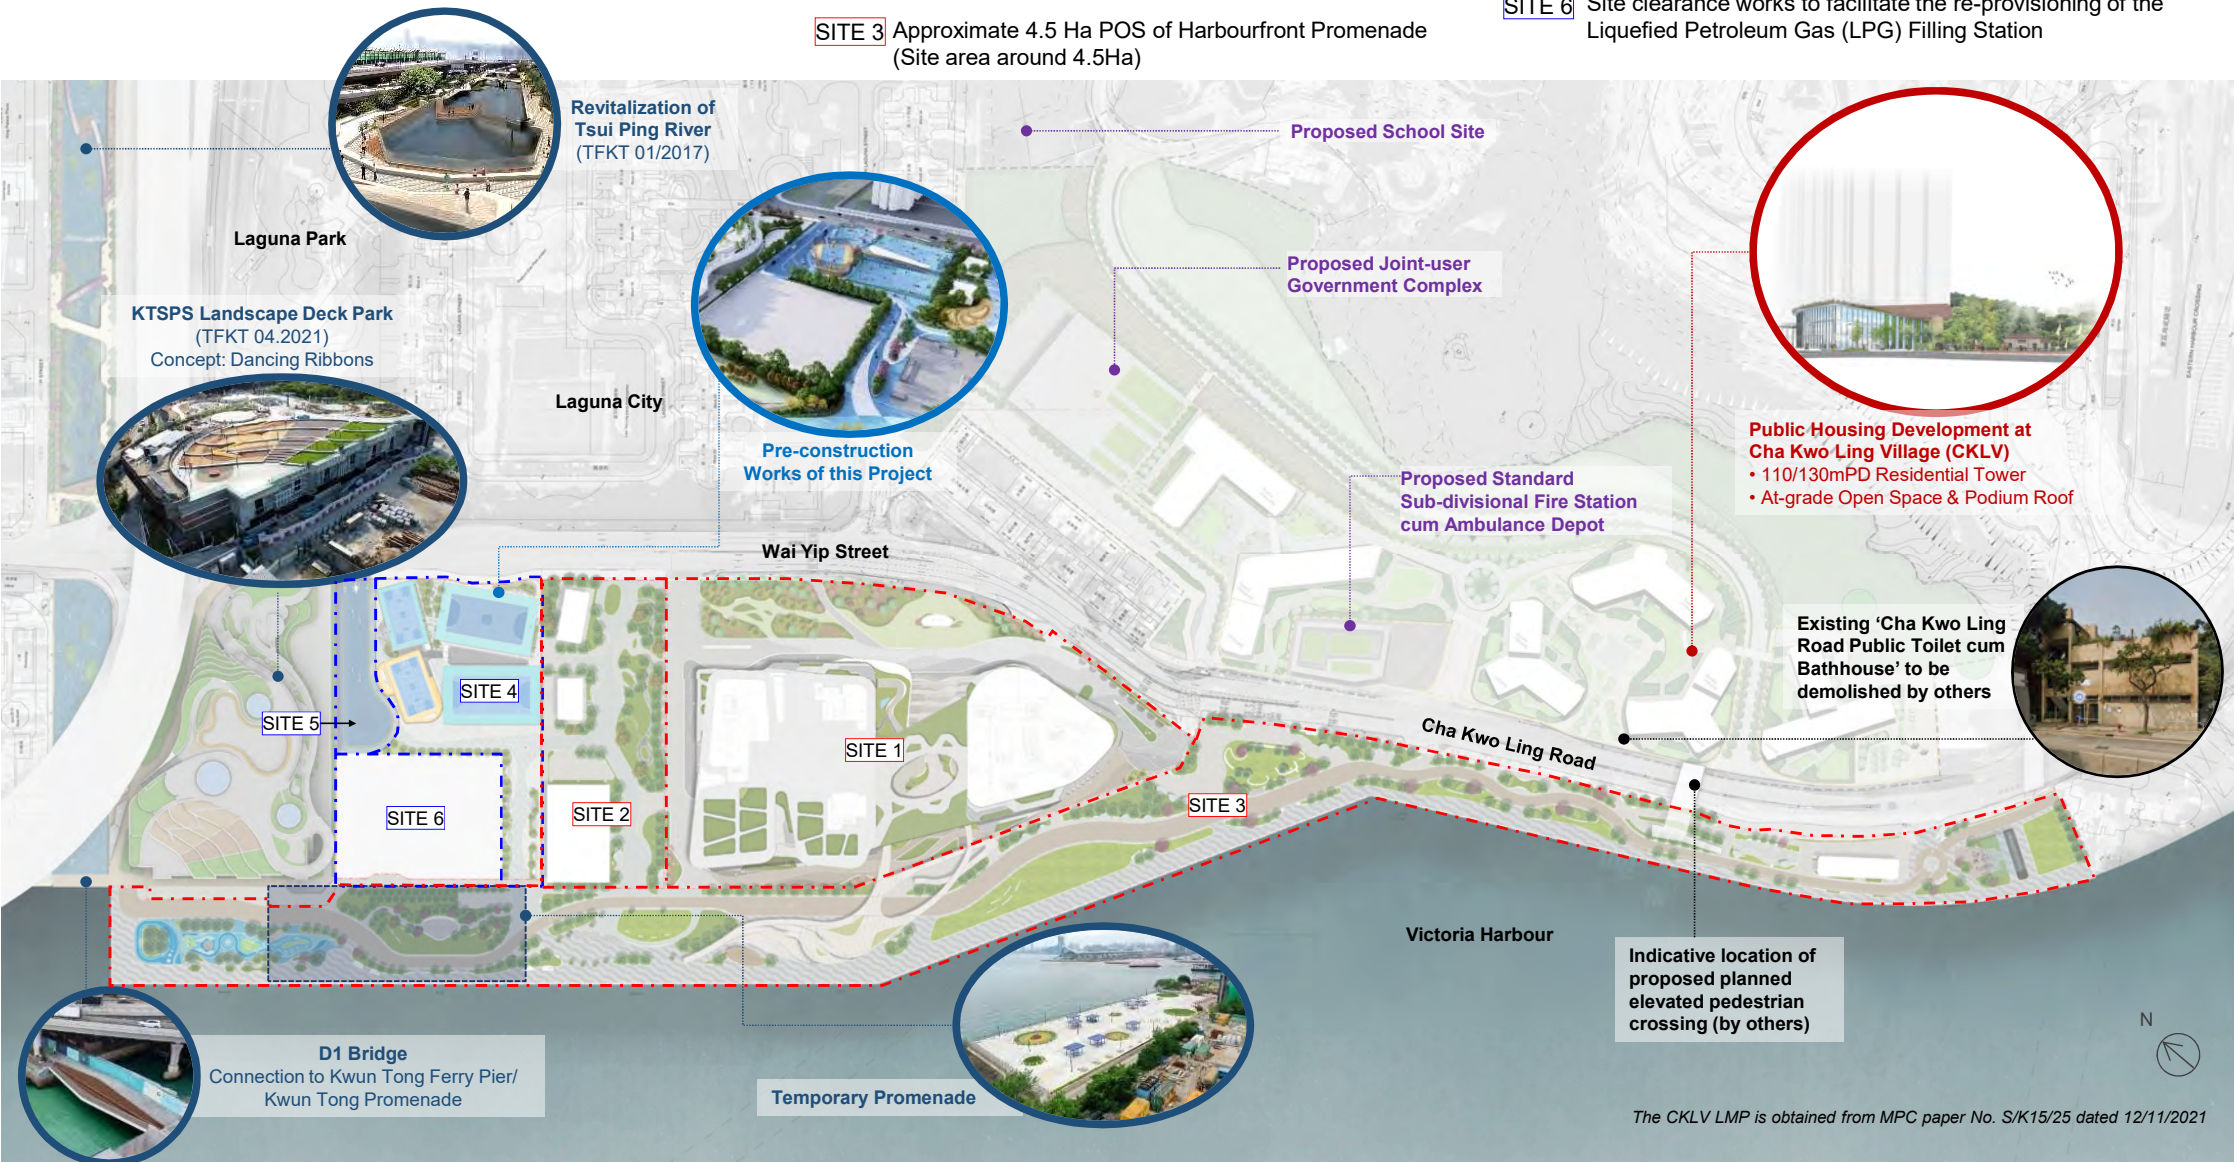 SITE 3 Approximate 4.5 Ha POS of Harbourfront Promenade
(Site area around 4.5Ha)
SITE 6 Site clearance works to facilitate the re-provisioning of the
Liquefied Petroleum Gas (LPG) Filling Station
Revitalization of
Tsui Ping River
(TFKT 01/2017)
Proposed School Site
Laguna Park
Proposed Joint-user
Government Complex
KTSPS Landscape Deck Park
(TFKT 04.2021)
Concept: Dancing Ribbons
Laguna City
Pre-construction
Works of this Project
Public Housing Development at
Cha Kwo Ling Village (CKLV)
• 110/130mPD Residential Tower
• At-grade Open Space & Podium Roof
Proposed Standard
Sub-divisional Fire Station
cum Ambulance Depot
Wai Yip Street
Existing ‘Cha Kwo Ling
Road Public Toilet cum
Bathhouse’ to be
demolished by others
SITE 4
SITE 5
SITE 1
Cha Kwo Ling Road
SITE 6
SITE 2
SITE 3
Victoria Harbour
Indicative location of
proposed planned
elevated pedestrian
crossing (by others)
D1 Bridge
Connection to Kwun Tong Ferry Pier/
Kwun Tong Promenade
Temporary Promenade
N
The CKLV LMP is obtained from MPC paper No. S/K15/25 dated 12/11/2021
EASTERN HARBOUR CROSSING